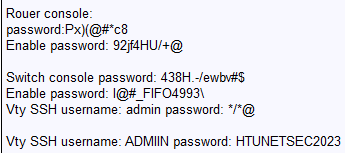 Rouer console:
password:Px)(@#*c8
Enable password: 92jf4HU/+@
Switch console password: 438H.-/ewbv#$
Enable password: I@#_FIFO4993\
Vty SSH username: admin password: */*@
Vty SSH username: ADMIIN password: HTUNETSEC2023